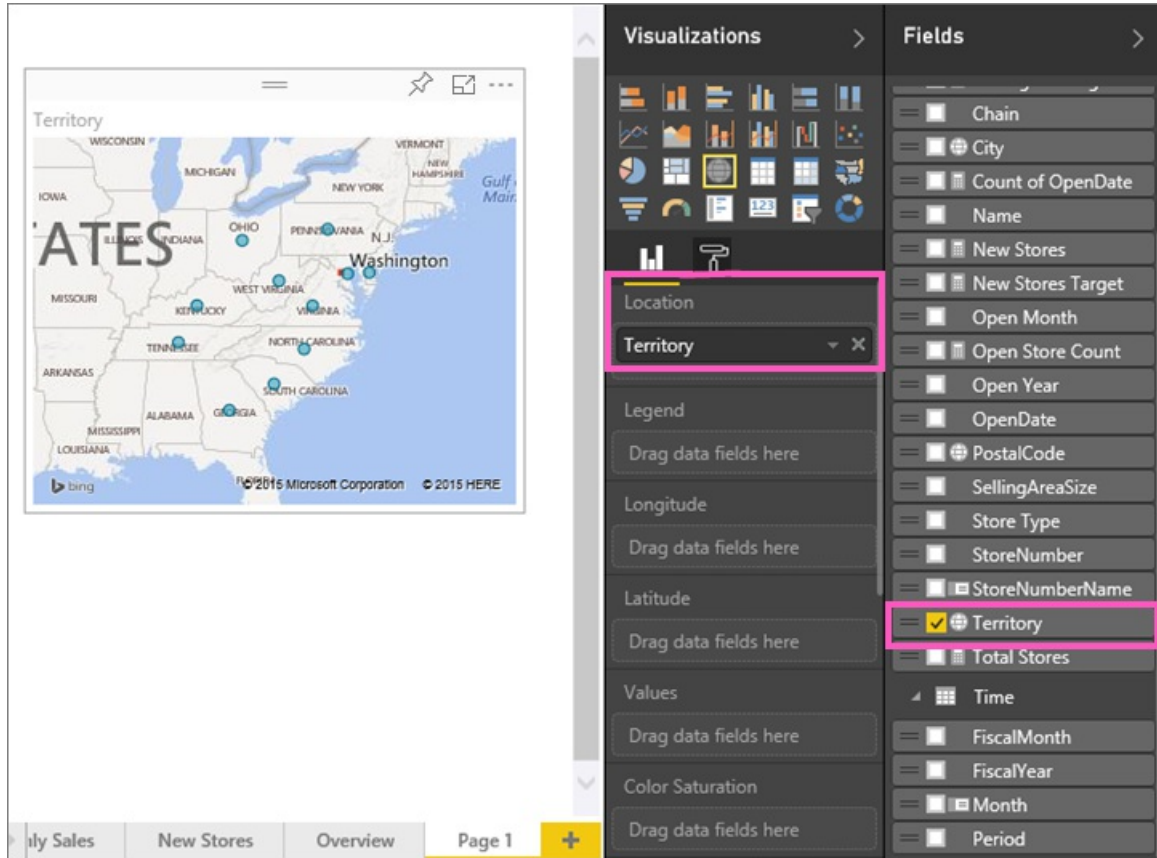 Territory
WISCONSIN
VERMONT
MICHIGAN
NEW HAMPSHIRE
NEW YORK
Gulf
Main
IOWA
OHIO
PENNSYLVANIA
N.J.
ILLINOIS
INDIANA
TATES
Washington
WEST VIRGINIA
MISSOURI
KENTUCKY
VIRGINIA
TENNESSEE
NORTH CAROLINA
ARKANSAS
SOUTH CAROLINA
ALABAMA
GEORGIA
MISSISSIPPI
LOUISIANA
bing
© 2015 Microsoft Corporation © 2015 HERE
nly Sales
New Stores
Overview
Page 1
+
Visualizations
123
Location
Territory
Legend
Drag data fields here
Longitude
Drag data fields here
Latitude
Drag data fields here
Values
Drag data fields here
Color Saturation
Drag data fields here
Fields
Chain
City
Count of OpenDate
Name
New Stores
New Stores Target
Open Month
Open Store Count
Open Year
OpenDate
PostalCode
SellingAreaSize
Store Type
StoreNumber
StoreNumberName
Territory
Total Stores
Time
FiscalMonth
FiscalYear
Month
Period